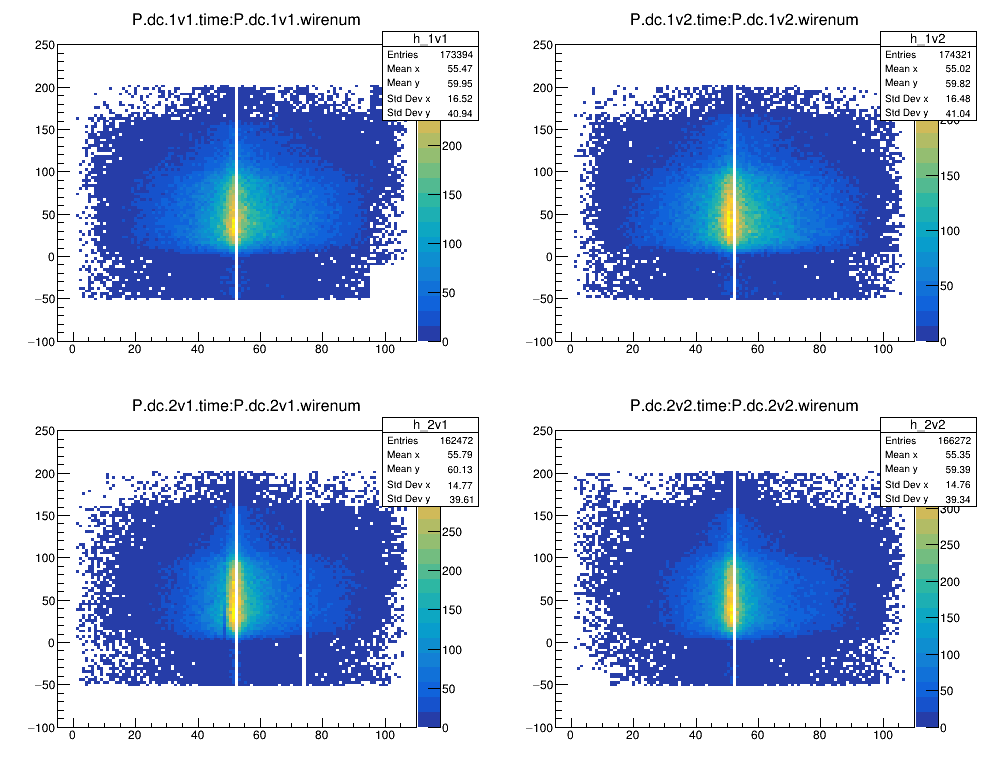 P.dc.1v1.time:P.dc.1v1.wirenum
h_1v1
Entries 173394
Mean x 55.47
Mean y 59.95
Std Dev x 16.52
Std Dev y 40.94
250
200
150
100
50
0
−50
−100
0 20 40 60 80 100
200
150
100
50
0
P.dc.1v2.time:P.dc.1v2.wirenum
h_1v2
Entries 174321
Mean x 55.02
Mean y 59.82
Std Dev x 16.48
Std Dev y 41.04
250
200
150
100
50
0
−50
−100
0 20 40 60 80 100
200
150
100
50
0
P.dc.2v1.time:P.dc.2v1.wirenum
h_2v1
Entries 162472
Mean x 55.79
Mean y 60.13
Std Dev x 14.77
Std Dev y 39.61
250
200
150
100
50
0
−50
−100
0 20 40 60 80 100
250
200
150
100
50
0
P.dc.2v2.time:P.dc.2v2.wirenum
h_2v2
Entries 166272
Mean x 55.35
Mean y 59.39
Std Dev x 14.76
Std Dev y 39.34
250
200
150
100
50
0
−50
−100
0 20 40 60 80 100
300
250
200
150
100
50
0